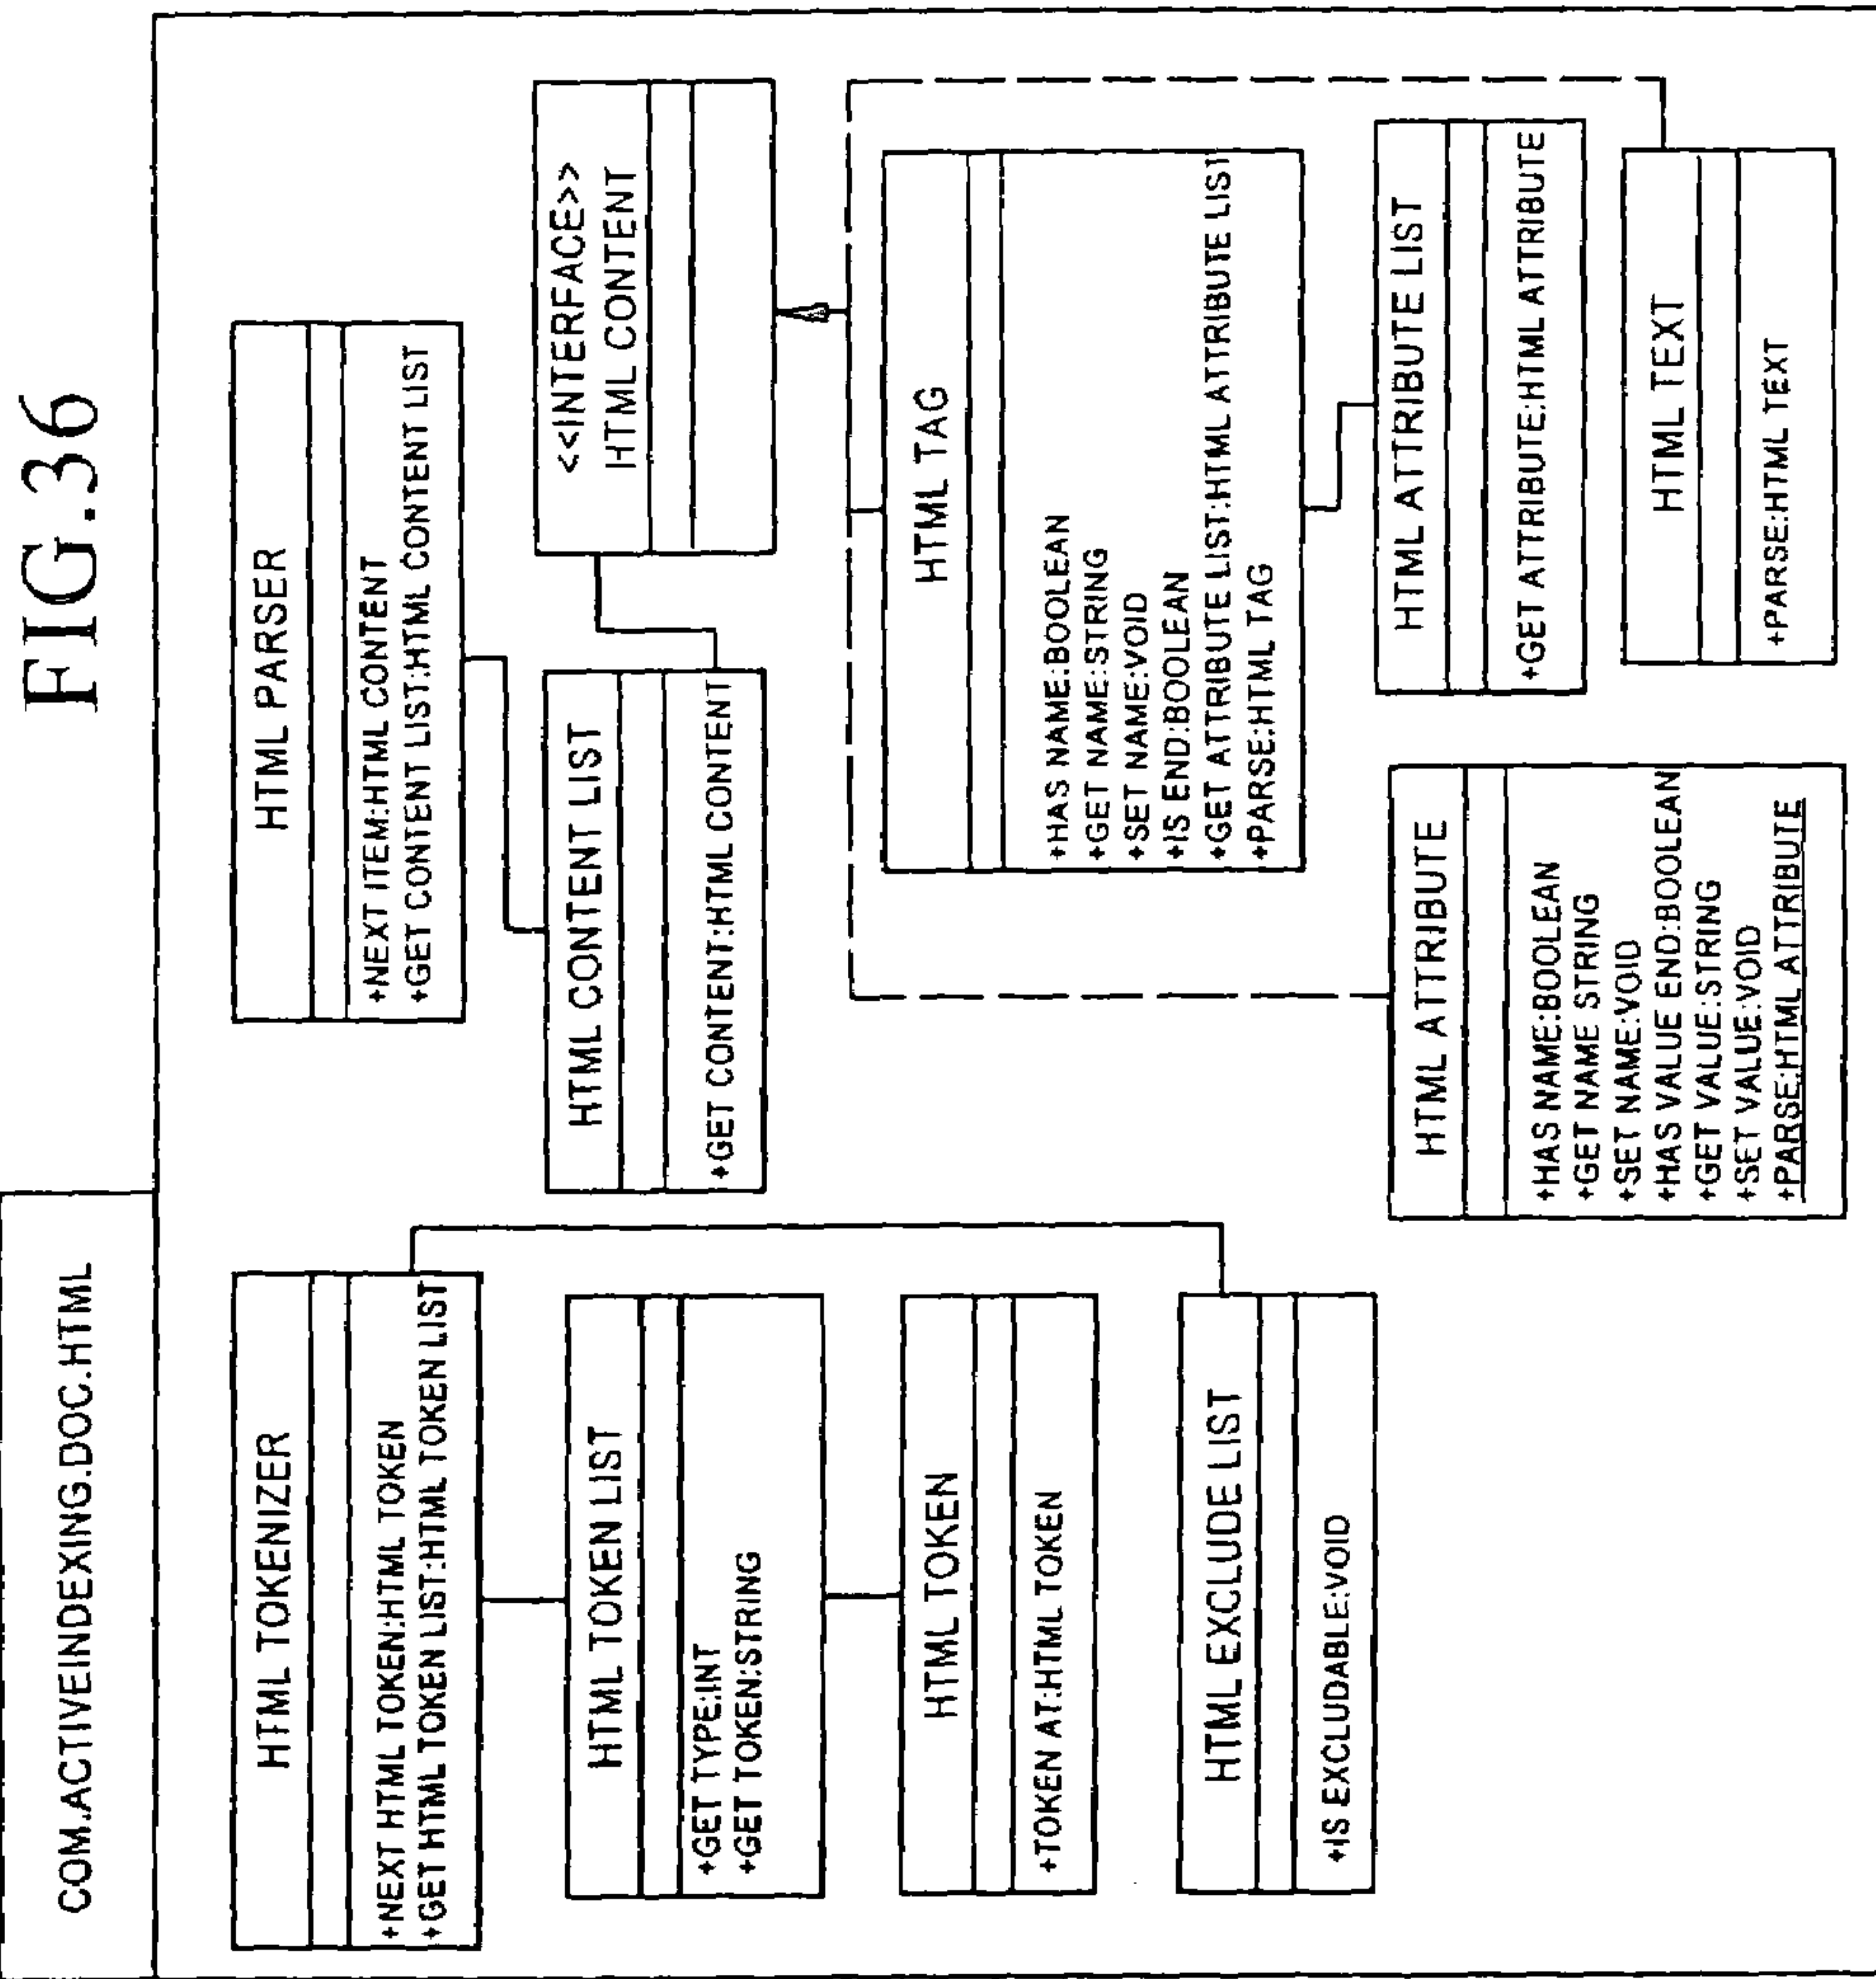 FIG.36
COM.ACTIVEINDEXING.DOC.HTML
HTML TOKENIZER
+NEXT HTML TOKEN:HTML TOKEN
+GET HTML TOKEN LIST:HTML TOKEN LIST
HTML TOKEN LIST
+GET TYPE:INT
+GET TOKEN:STRING
HTML TOKEN
+TOKEN AT:HTML TOKEN
HTML EXCLUDE LIST
+IS EXCLUDABLE:VOID
HTML PARSER
+NEXT ITEM:HTML CONTENT
+GET CONTENT LIST:HTML CONTENT LIST
HTML CONTENT LIST
+GET CONTENT:HTML CONTENT
<<INTERFACE>>
HTML CONTENT
HTML TAG
+HAS NAME:BOOLEAN
+GET NAME:STRING
+SET NAME:VOID
+IS END:BOOLEAN
+GET ATTRIBUTE LIST:HTML ATTRIBUTE LIST
+PARSE:HTML TAG
HTML ATTRIBUTE LIST
+GET ATTRIBUTE:HTML ATTRIBUTE
HTML ATTRIBUTE
+HAS NAME:BOOLEAN
+GET NAME STRING
+SET NAME:VOID
+HAS VALUE END:BOOLEAN
+GET VALUE:STRING
+SET VALUE:VOID
+PARSE:HTML ATTRIBUTE
HTML TEXT
+PARSE:HTML TEXT